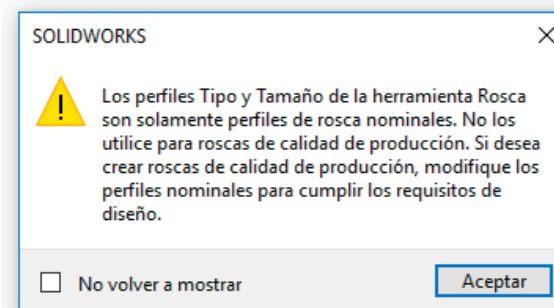 SOLIDWORKS
Los perfiles Tipo y Tamaño de la herramienta Rosca
son solamente perfiles de rosca nominales. No los
utilice para roscas de calidad de producción. Si desea
crear roscas de calidad de producción, modifique los
perfiles nominales para cumplir los requisitos de
diseño.
No volver a mostrar
Aceptar